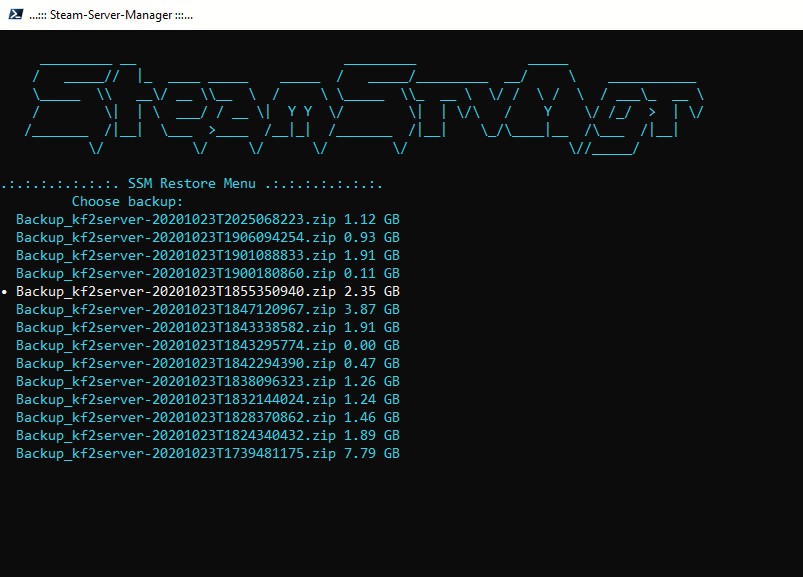 ...::: Steam-Server-Manager :::...
SteamSrvMgr
.:.:.:.:.:.:.:. SSM Restore Menu .:.:.:.:.:.:.:.
Choose backup:
Backup_kf2server-20201023T2025068223.zip 1.12 GB
Backup_kf2server-20201023T1906094254.zip 0.93 GB
Backup_kf2server-20201023T1901088833.zip 1.91 GB
Backup_kf2server-20201023T1900180860.zip 0.11 GB
• Backup_kf2server-20201023T1855350940.zip 2.35 GB
Backup_kf2server-20201023T1847120967.zip 3.87 GB
Backup_kf2server-20201023T1843338582.zip 1.91 GB
Backup_kf2server-20201023T1843295774.zip 0.00 GB
Backup_kf2server-20201023T1842294390.zip 0.47 GB
Backup_kf2server-20201023T1838096323.zip 1.26 GB
Backup_kf2server-20201023T1832144024.zip 1.24 GB
Backup_kf2server-20201023T1828370862.zip 1.46 GB
Backup_kf2server-20201023T1824340432.zip 1.89 GB
Backup_kf2server-20201023T1739481175.zip 7.79 GB